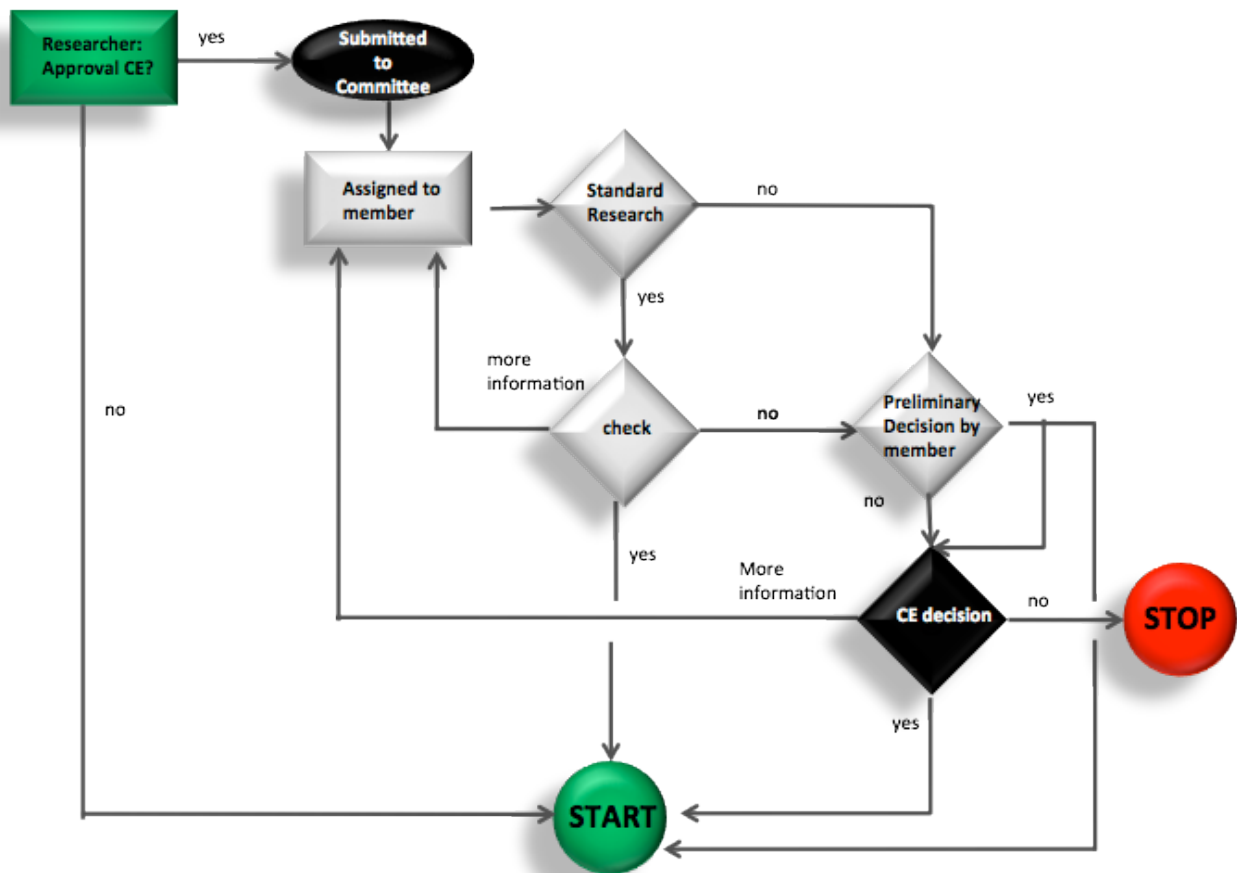 Researcher:
Approval CE?
yes
Submitted
to
Committee
Assigned to
member
Standard
Research
no
yes
more
information
no
check
no
Preliminary
Decision by
member
yes
no
yes
More
information
CE decision
no
STOP
yes
START